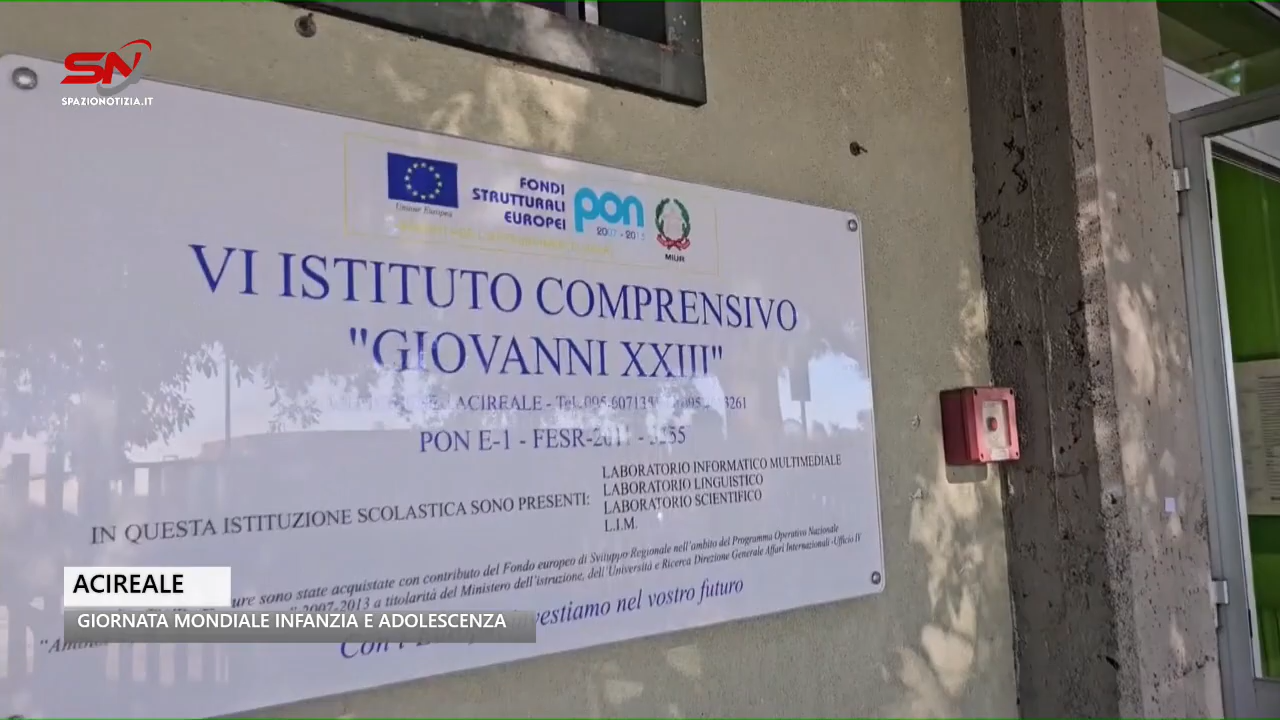 SN
SPAZIONOTIZIA.IT
Unione Europea
FONDI
STRUTTURALI
EUROPEI
pon
MIUR
VI ISTITUTO COMPRENSIVO
"GIOVANNI XXIII"
ACIREALE - Tel.
PON E-1 - FESR-
IN QUESTA ISTITUZIONE SCOLASTICA SONO PRESENTI:
LABORATORIO INFORMATICO MULTIMEDIALE
LABORATORIO LINGUISTICO
LABORATORIO SCIENTIFICO
L.I.M.
sono state acquistate con contributo del Fondo europeo di Sviluppo Regionale nell'ambito del Programma Operativo Nazionale
2007-2013 a titolarità del Ministero dell'istruzione, dell'Università e Ricerca Direzione Generale Affari Internazionali -Ufficio IV
nel vostro futuro
ACIREALE
GIORNATA MONDIALE INFANZIA E ADOLESCENZA